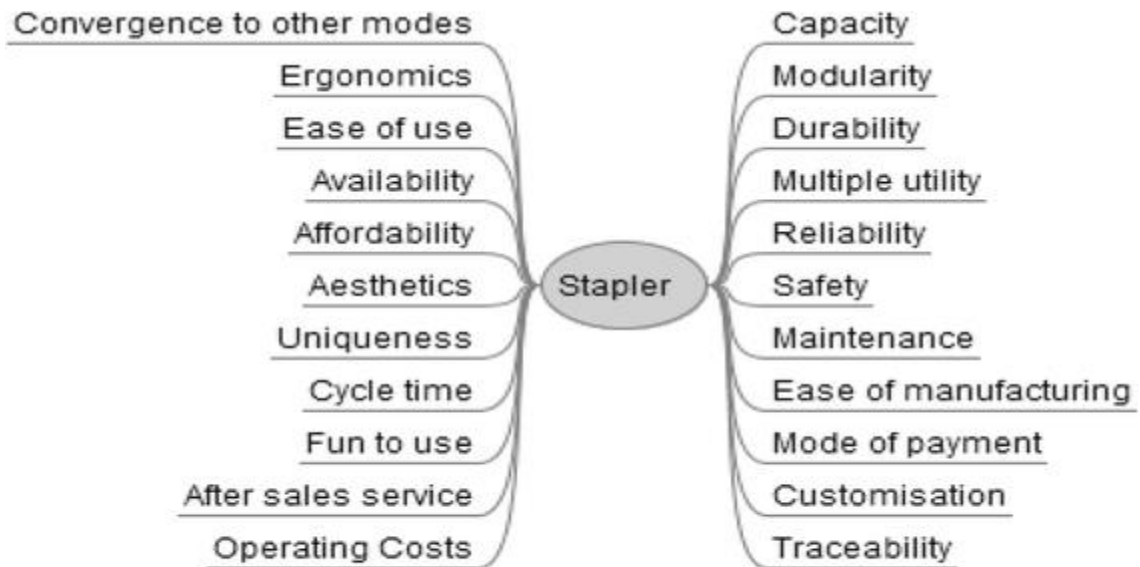 Convergence to other modes
Ergonomics
Ease of use
Availability
Affordability
Aesthetics
Uniqueness
Cycle time
Fun to use
After sales service
Operating Costs
Stapler
Capacity
Modularity
Durability
Multiple utility
Reliability
Safety
Maintenance
Ease of manufacturing
Mode of payment
Customisation
Traceability